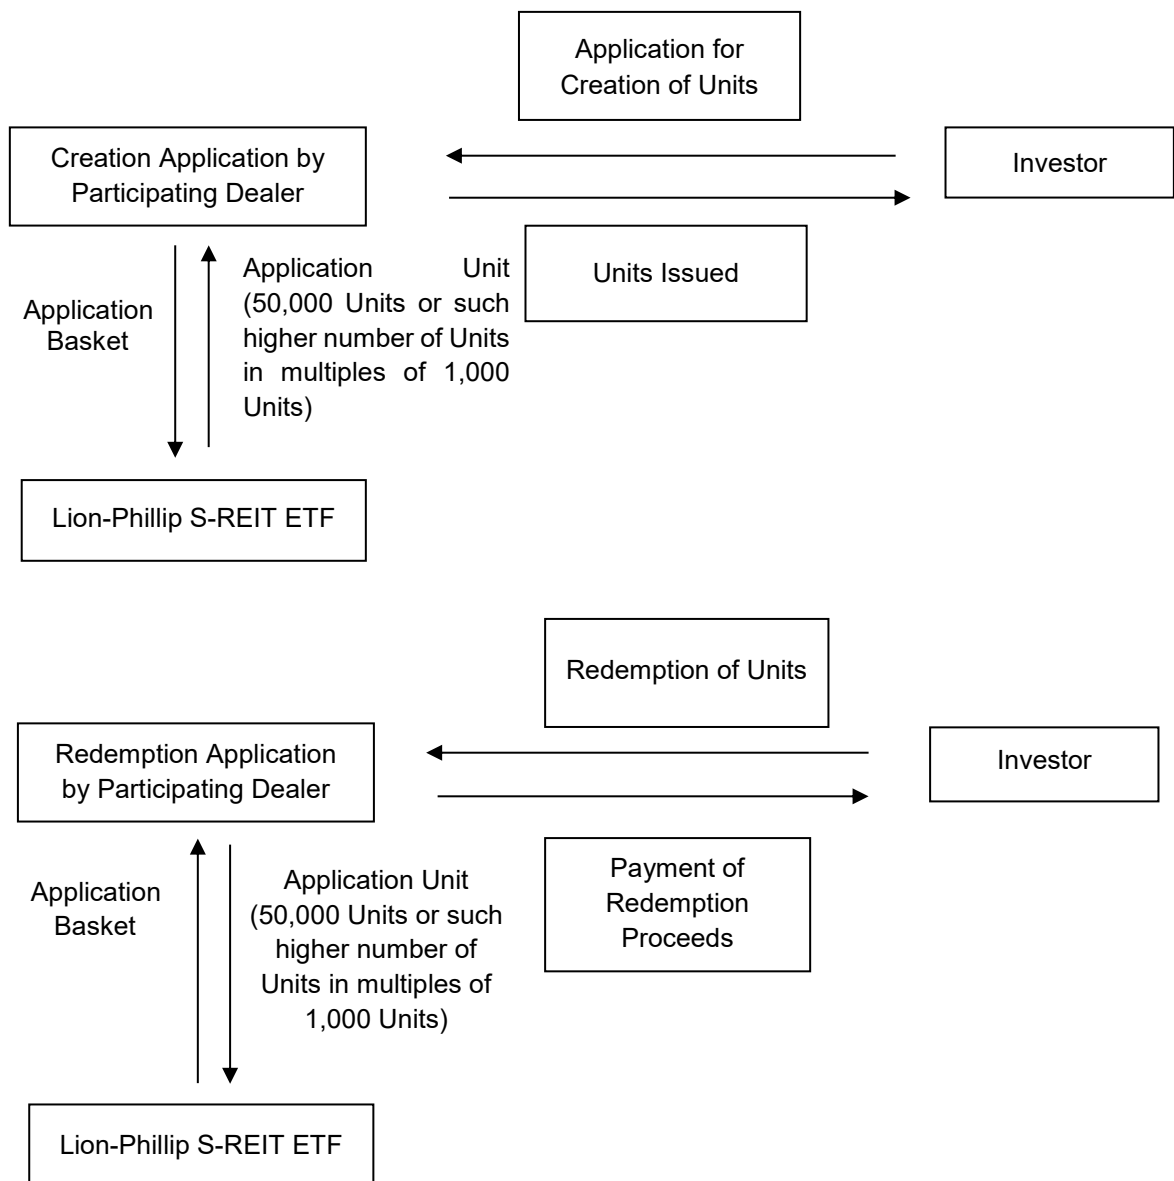 Application for
Creation of Units
Creation Application by
Participating Dealer
Investor
Units Issued
Application
Basket
Application Unit
(50,000 Units or such
higher number of Units
in multiples of 1,000
Units)
Lion-Phillip S-REIT ETF
Redemption of Units
Redemption Application
by Participating Dealer
Investor
Payment of
Redemption
Proceeds
Application
Basket
Application Unit
(50,000 Units or such
higher number of
Units in multiples of
1,000 Units)
Lion-Phillip S-REIT ETF